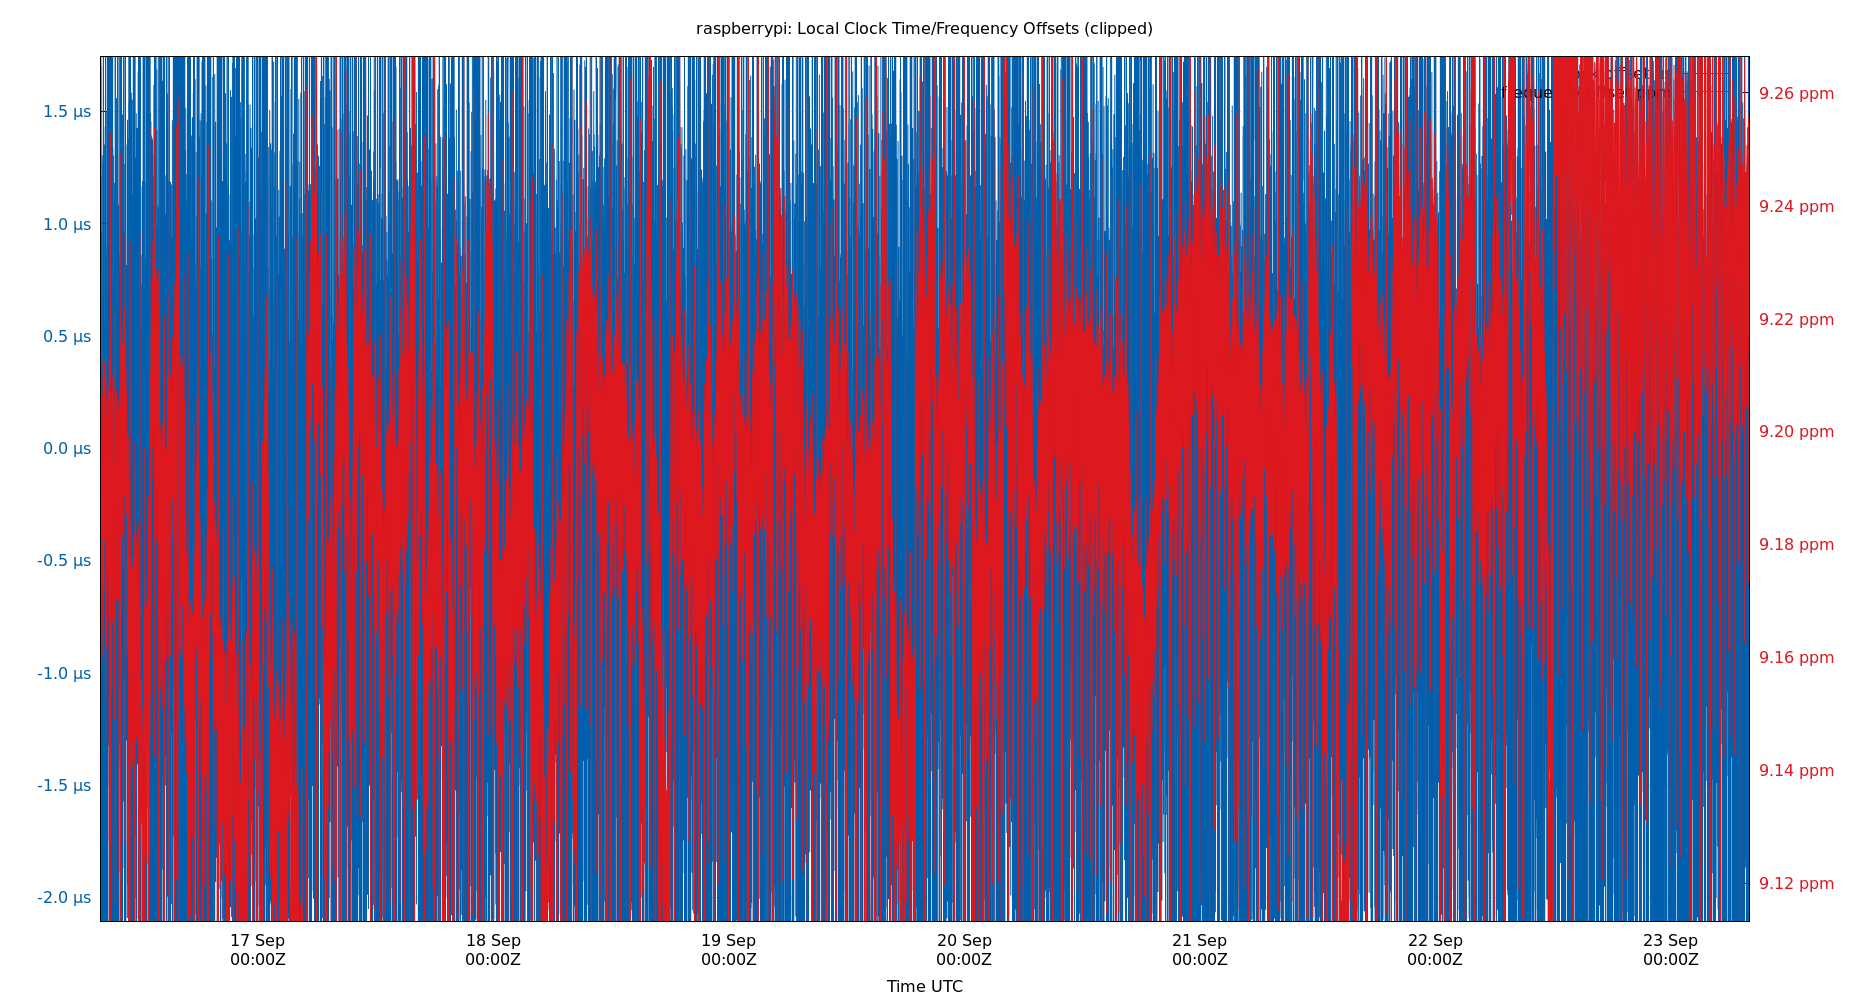 raspberrypi: Local Clock Time/Frequency Offsets (clipped)
1.5 µs
1.0 µs
0.5 µs
0.0 µs
-0.5 µs
-1.0 µs
-1.5 µs
-2.0 µs
9.26 ppm
9.24 ppm
9.22 ppm
9.20 ppm
9.18 ppm
9.16 ppm
9.14 ppm
9.12 ppm
17 Sep
00:00Z
18 Sep
00:00Z
19 Sep
00:00Z
20 Sep
00:00Z
21 Sep
00:00Z
22 Sep
00:00Z
23 Sep
00:00Z
Time UTC